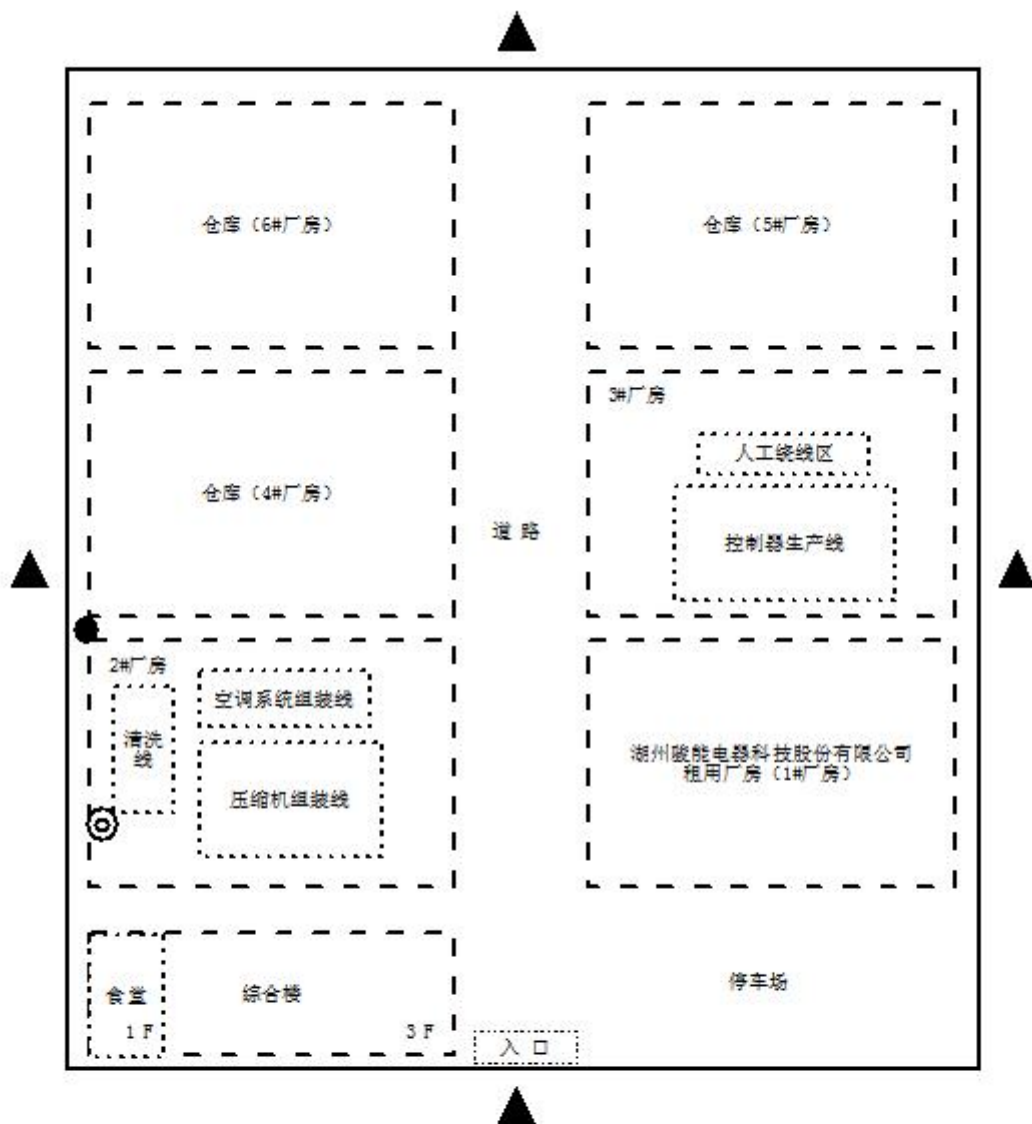 仓库（6#厂房）
仓库（5#厂房）
3#厂房
人工绕线区
仓库（4#厂房）
道 路
控制器生产线
2#厂房
空调系统组装线
清洗
线
压缩机组装线
湖州骏能电器科技股份有限公司
租用厂房（1#厂房）
食堂
综合楼
停车场
1F
3F
入 口